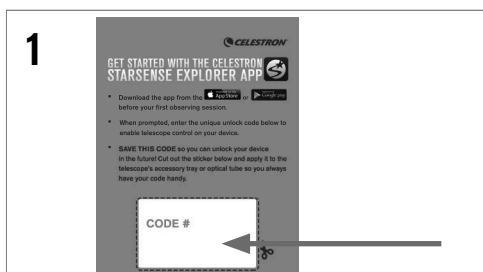 1
CELESTRON
GET STARTED WITH THE CELESTRON
STARSENSE EXPLORER APP
• Download the app from the App Store or Google play
before your first observing session.
• When prompted, enter the unique unlock code below to
enable telescope control on your device.
• SAVE THIS CODE so you can unlock your device
in the future! Cut out the sticker below and apply it to the
telescope's accessory tray or optical tube so you always
have your code handy.
CODE #